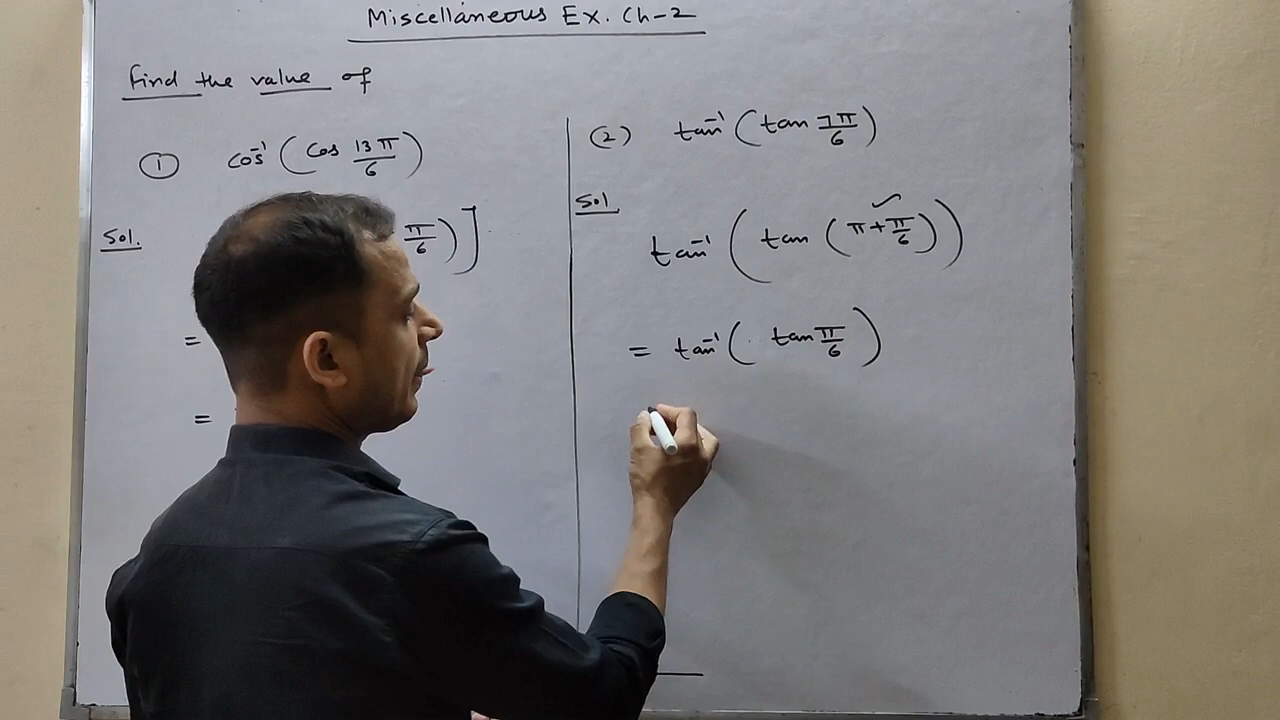 Miscellaneous Ex. Ch-2
Find the value of
① cos⁻¹ ( cos 13π/6 )
Sol.
π/6 ) ]
=
=
(2) tan⁻¹ ( tan 7π/6 )
Sol.
tan⁻¹ ( tan ( π + π/6 ) )
= tan⁻¹ ( tan π/6 )